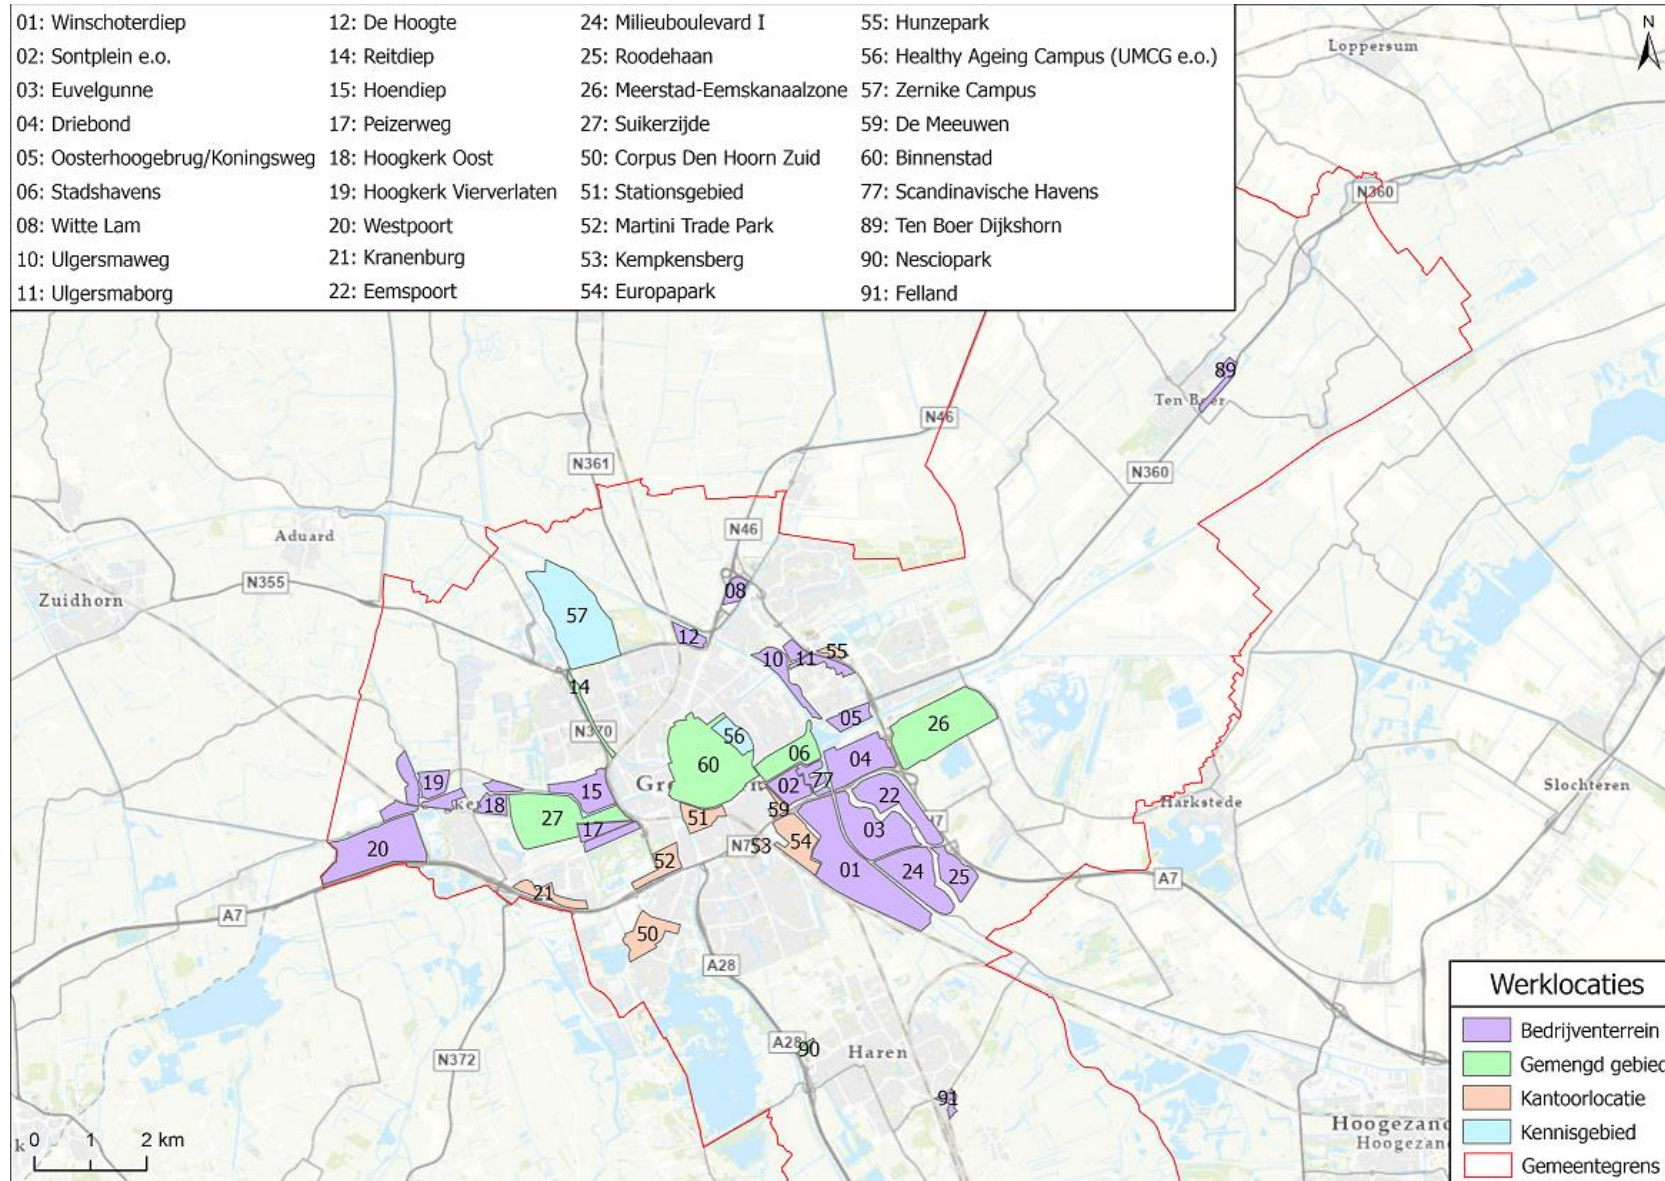 01: Winschoterdiep
02: Sontplein e.o.
03: Euvelgunne
04: Driebond
05: Oosterhoogebrug/Koningsweg
06: Stadshavens
08: Witte Lam
10: Ulgersmaweg
11: Ulgersmaborg
12: De Hoogte
14: Reitdiep
15: Hoendiep
17: Peizerweg
18: Hoogkerk Oost
19: Hoogkerk Vierverlaten
20: Westpoort
21: Kranenburg
22: Eemspoort
24: Milieuboulevard I
25: Roodehaan
26: Meerstad-Eemskanaalzone
27: Suikerzijde
50: Corpus Den Hoorn Zuid
51: Stationsgebied
52: Martini Trade Park
53: Kempkensberg
54: Europapark
55: Hunzepark
56: Healthy Ageing Campus (UMCG e.o.)
57: Zernike Campus
59: De Meeuwen
60: Binnenstad
77: Scandinavische Havens
89: Ten Boer Dijkshorn
90: Nesciopark
91: Felland
N
Loppersum
N360
89
Ten Boer
N46
N361
N360
N46
Aduard
N355
Zuidhorn
08
57
12
10
11
55
14
05
26
N370
56
06
04
60
77
02
22
19
15
18
Slochteren
Harkstede
59
51
27
17
03
54
53
20
52
01
24
25
A7
21
A7
50
A28
A28
90
Haren
N372
91
Hoogezand
Hoogezand
0 1 2 km
Werklocaties
Bedrijventerrein
Gemengd gebied
Kantoorlocatie
Kennisgebied
Gemeentegrens